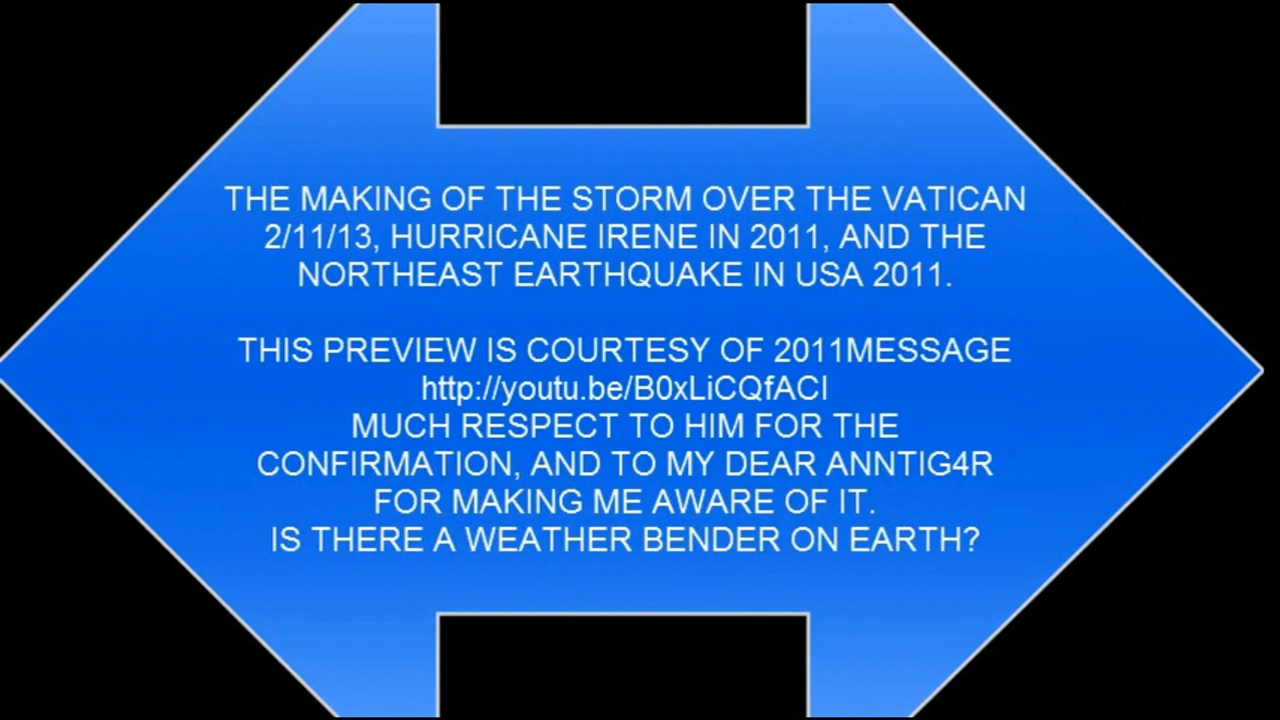 THE MAKING OF THE STORM OVER THE VATICAN
2/11/13, HURRICANE IRENE IN 2011, AND THE
NORTHEAST EARTHQUAKE IN USA 2011.
THIS PREVIEW IS COURTESY OF 2011MESSAGE
http://youtu.be/B0xLiCQfACI
MUCH RESPECT TO HIM FOR THE
CONFIRMATION, AND TO MY DEAR ANNTIG4R
FOR MAKING ME AWARE OF IT.
IS THERE A WEATHER BENDER ON EARTH?